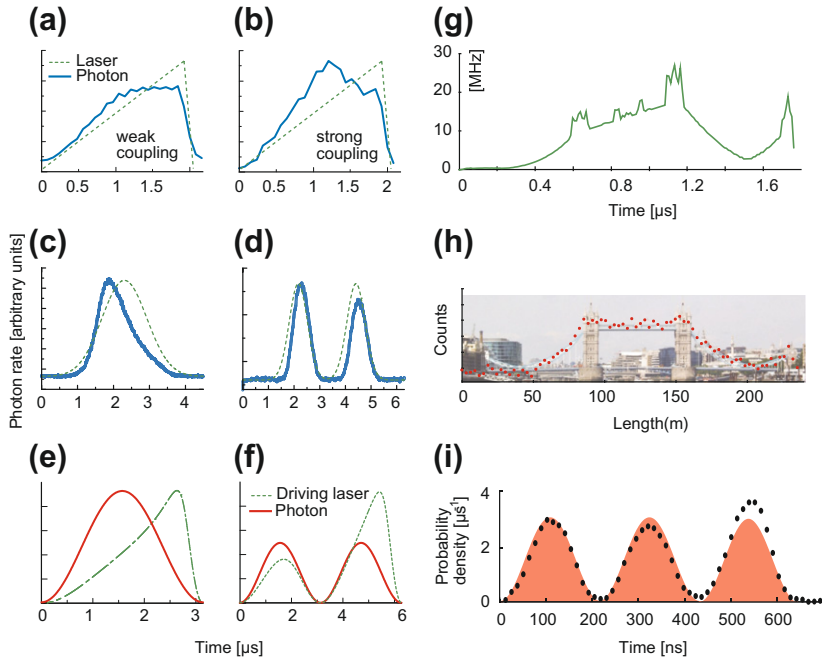 (a)
Laser
Photon
weak
coupling
0 1 1.5
(b)
strong
coupling
0 1 1.5 2
(g)
[MHz]
30
20
10
0
0 0.4 0.8 1.2 1.6
Time [µs]
Photon rate [arbitrary units]
(c)
0 1 2 3 4
(d)
0 1 2 3 4 5 6
(h)
Counts
0 50 100 150 200
Length(m)
(e)
0 1 2 3
(f)
Driving laser
Photon
0 2 4 6
Time [µs]
(i)
Probability
density [µs⁻¹]
4
2
0
0 100 200 300 400 500 600
Time [ns]